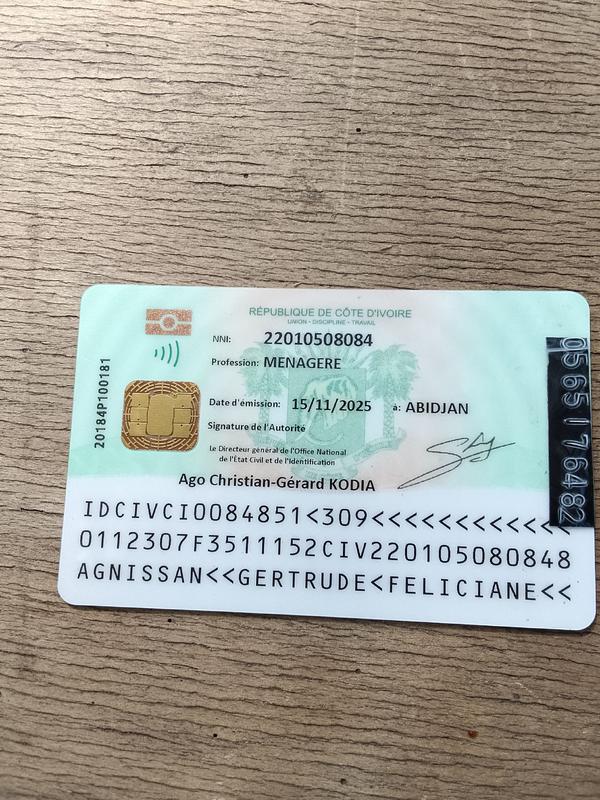 RÉPUBLIQUE DE CÔTE D'IVOIRE
UNION - DISCIPLINE - TRAVAIL
NNI: 22010508084
Profession: MENAGERE
Date d'émission: 15/11/2025 à: ABIDJAN
Signature de l'Autorité
Le Directeur général de l'Office National
de l'État Civil et de l'Identification
Ago Christian-Gérard KODIA
20184P100181
IDCIVCI0084851<309<<<<<<<<<<<<
0112307F3511152CIV220105080848
AGNISSAN<<GERTRUDE<FELICIANE<<